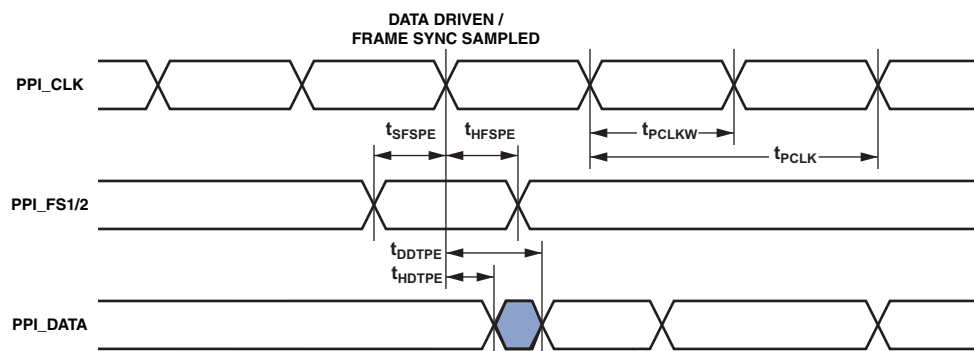 DATA DRIVEN /
FRAME SYNC SAMPLED
PPI_CLK
tSFSPE
tHFSPE
tPCLKW
tPCLK
PPI_FS1/2
tDDTPE
tHDTPE
PPI_DATA